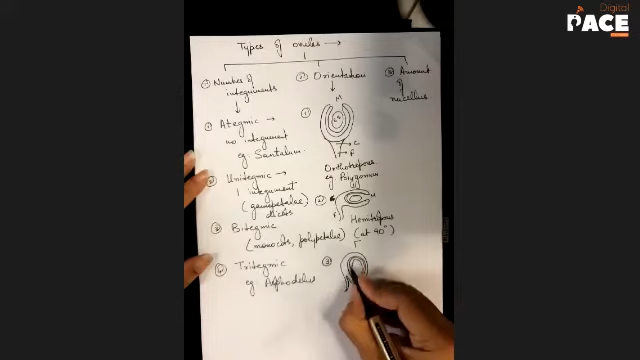 Digital
PACE
Types of ovules →
① Number of integuments
② Orientation
③ Amount of nucellus
① Ategmic →
no integument
eg. Santalum.
② Unitegmic →
1 integument
(gamopetalae)
dicots
③ Bitegmic
(monocots, polypetalae)
④ Tritegmic
eg Asphodelus
①
M
C
F
Orthotropous
eg. Polygonum
②
M
F
Hemitropous
(at 90°)
③